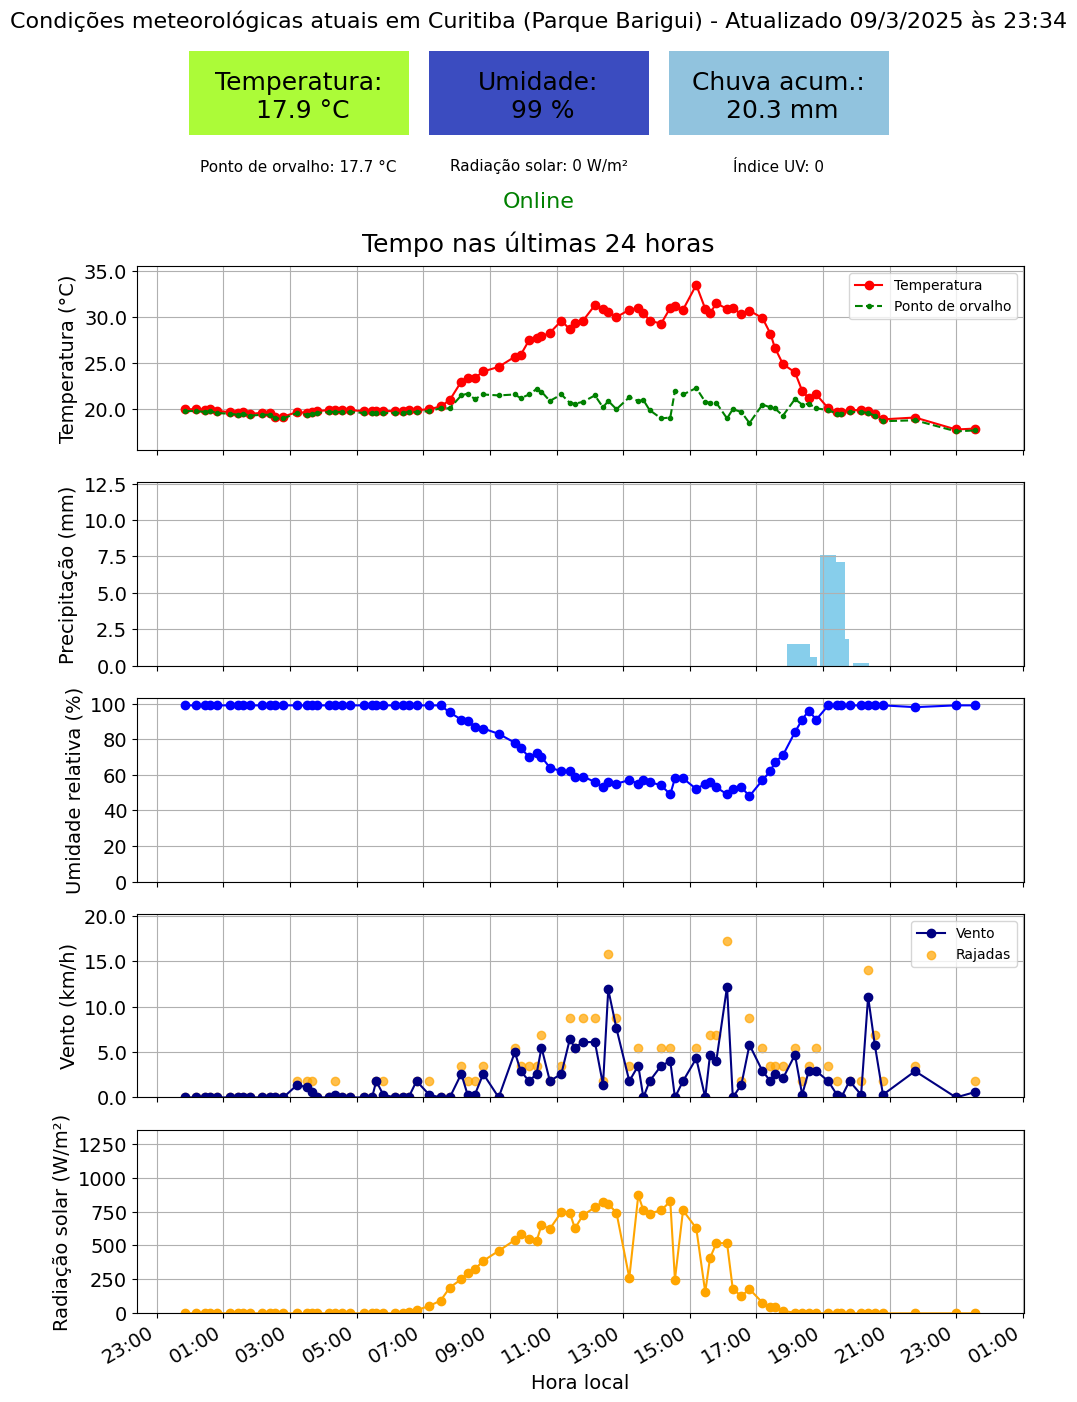 Condições meteorológicas atuais em Curitiba (Parque Barigui) - Atualizado 09/3/2025 às 23:34
Temperatura:
17.9 °C
Umidade:
99 %
Chuva acum.:
20.3 mm
Ponto de orvalho: 17.7 °C
Radiação solar: 0 W/m²
Índice UV: 0
Online
Tempo nas últimas 24 horas
Temperatura (°C)
35.0
30.0
25.0
20.0
Temperatura
Ponto de orvalho
Precipitação (mm)
12.5
10.0
7.5
5.0
2.5
0.0
Umidade relativa (%)
100
80
60
40
20
0
Vento (km/h)
20.0
15.0
10.0
5.0
0.0
Vento
Rajadas
Radiação solar (W/m²)
1250
1000
750
500
250
0
23:00
01:00
03:00
05:00
07:00
09:00
11:00
13:00
15:00
17:00
19:00
21:00
23:00
01:00
Hora local